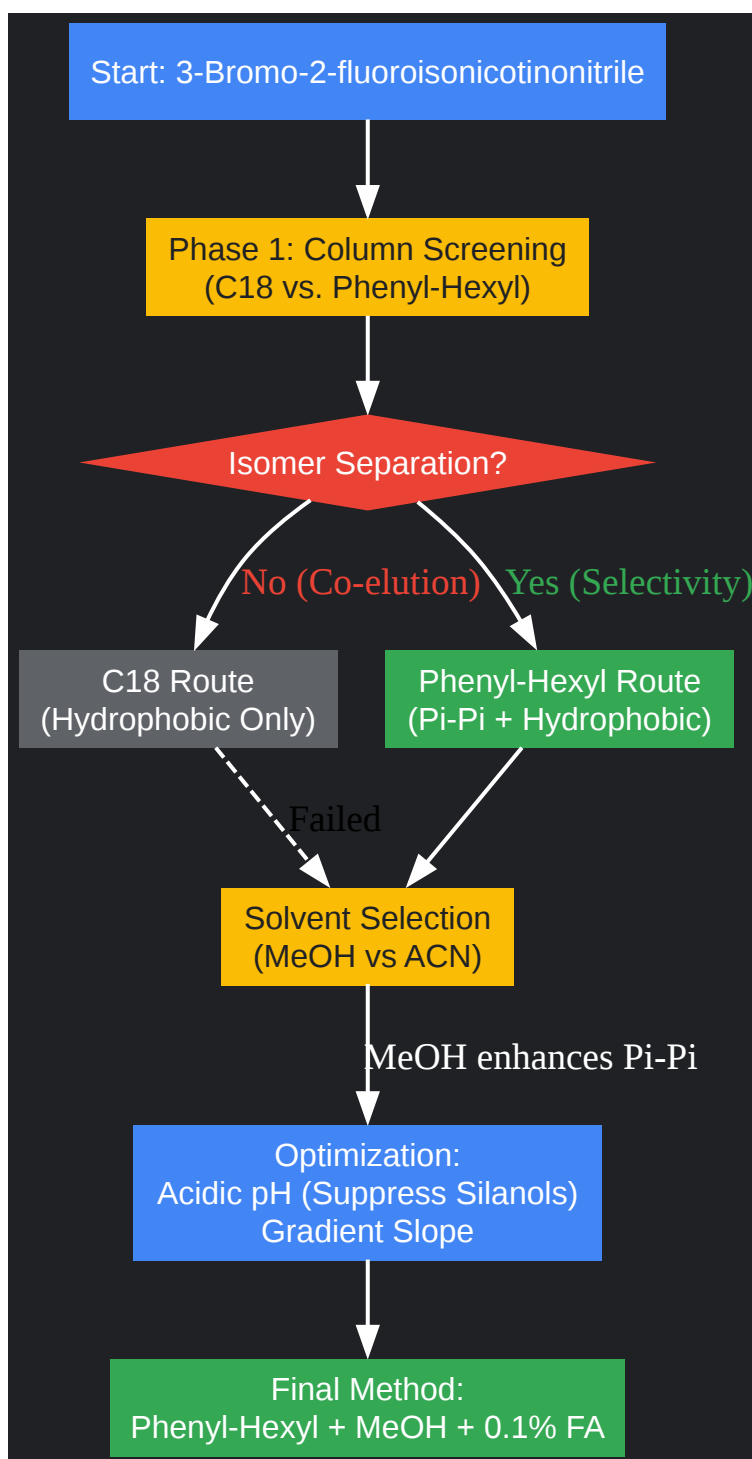 Start: 3-Bromo-2-fluoroisonicotinonitrile
Phase 1: Column Screening
(C18 vs. Phenyl-Hexyl)
Isomer Separation?
No (Co-elution)
Yes (Selectivity)
C18 Route
(Hydrophobic Only)
Phenyl-Hexyl Route
(Pi-Pi + Hydrophobic)
Failed
Solvent Selection
(MeOH vs ACN)
MeOH enhances Pi-Pi
Optimization:
Acidic pH (Suppress Silanols)
Gradient Slope
Final Method:
Phenyl-Hexyl + MeOH + 0.1% FA